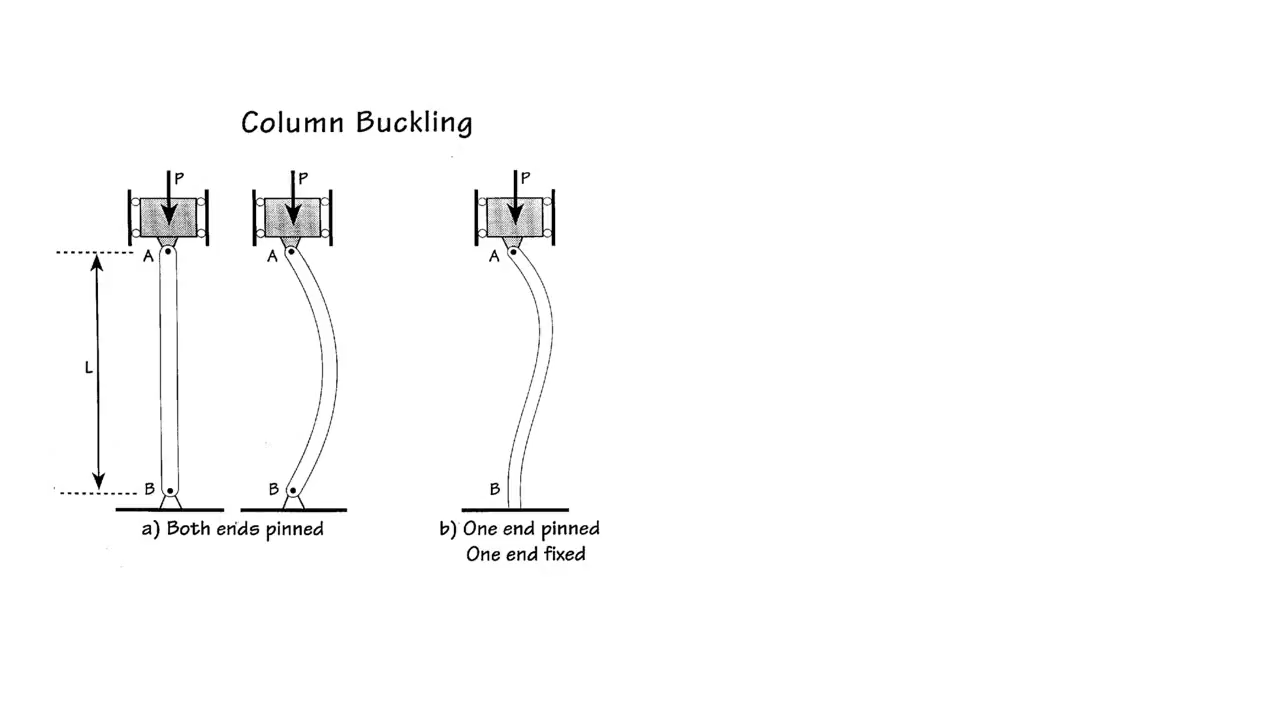 Column Buckling
P P P
A A A
L
B B B
a) Both ends pinned b) One end pinned
One end fixed